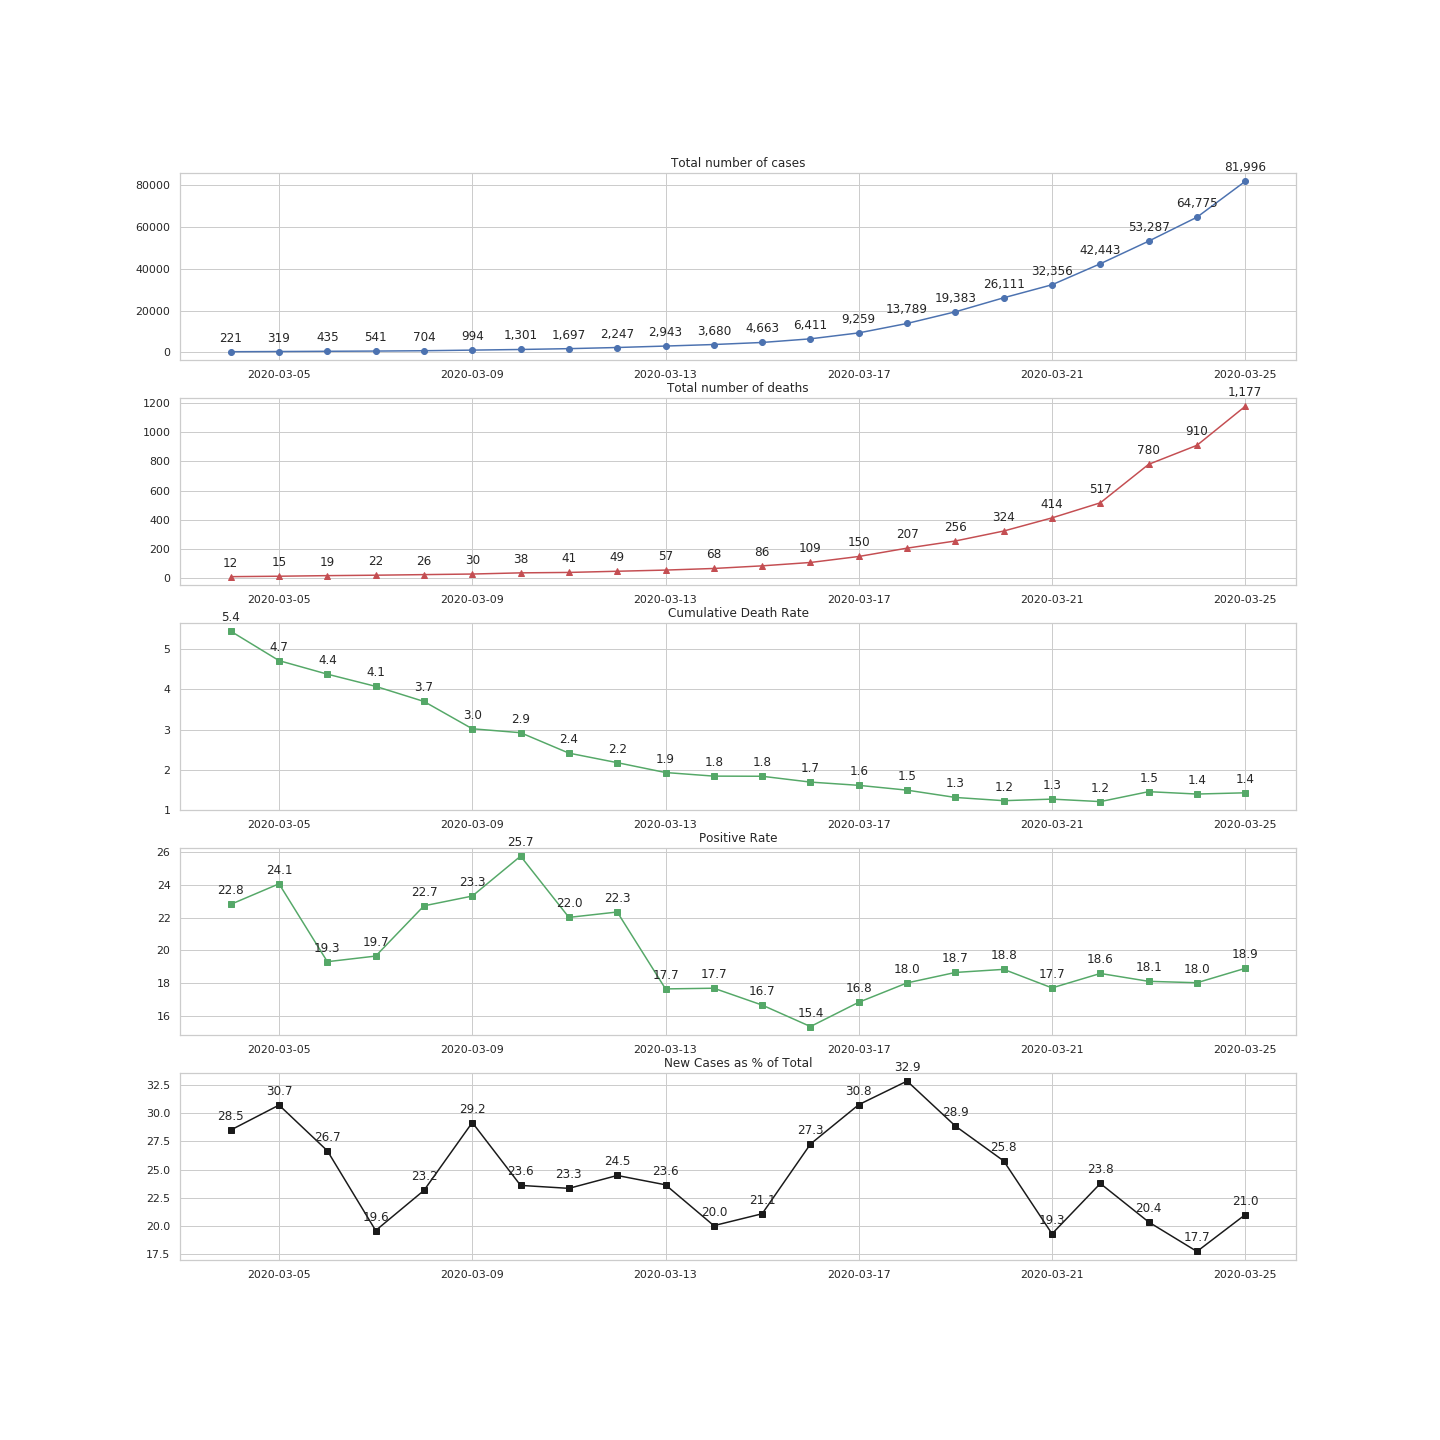 Total number of cases
80000
60000
40000
20000
0
221 319 435 541 704 994 1,301 1,697 2,247 2,943 3,680 4,663 6,411 9,259 13,789 19,383 26,111 32,356 42,443 53,287 64,775 81,996
2020-03-05 2020-03-09 2020-03-13 2020-03-17 2020-03-21 2020-03-25
Total number of deaths
1200
1000
800
600
400
200
0
12 15 19 22 26 30 38 41 49 57 68 86 109 150 207 256 324 414 517 780 910 1,177
2020-03-05 2020-03-09 2020-03-13 2020-03-17 2020-03-21 2020-03-25
Cumulative Death Rate
5
4
3
2
1
5.4 4.7 4.4 4.1 3.7 3.0 2.9 2.4 2.2 1.9 1.8 1.8 1.7 1.6 1.5 1.3 1.2 1.3 1.2 1.5 1.4 1.4
2020-03-05 2020-03-09 2020-03-13 2020-03-17 2020-03-21 2020-03-25
Positive Rate
26
24
22
20
18
16
22.8 24.1 19.3 19.7 22.7 23.3 25.7 22.0 22.3 17.7 17.7 16.7 15.4 16.8 18.0 18.7 18.8 17.7 18.6 18.1 18.0 18.9
2020-03-05 2020-03-09 2020-03-13 2020-03-17 2020-03-21 2020-03-25
New Cases as % of Total
32.5
30.0
27.5
25.0
22.5
20.0
17.5
28.5 30.7 26.7 19.6 23.2 29.2 23.6 23.3 24.5 23.6 20.0 21.1 27.3 30.8 32.9 28.9 25.8 19.3 23.8 20.4 17.7 21.0
2020-03-05 2020-03-09 2020-03-13 2020-03-17 2020-03-21 2020-03-25